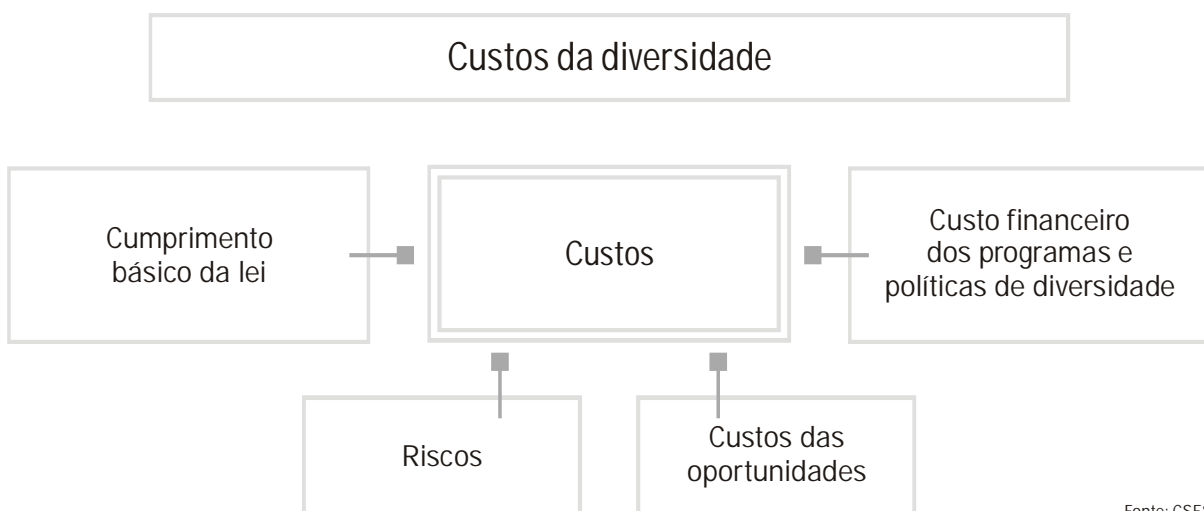 Custos da diversidade
Cumprimento
básico da lei
Custos
Custo financeiro
dos programas e
políticas de diversidade
Riscos
Custos das
oportunidades
Fonte: